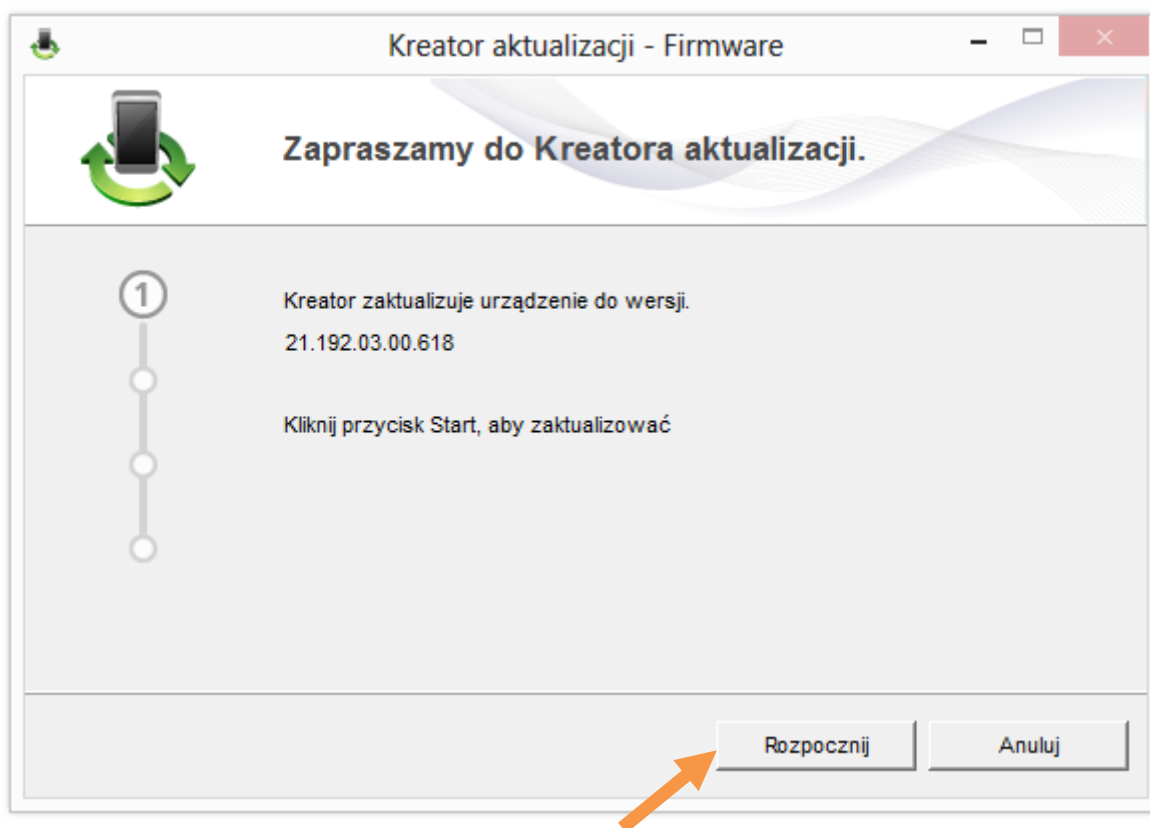 Kreator aktualizacji - Firmware
Zapraszamy do Kreatora aktualizacji.
1
Kreator zaktualizuje urządzenie do wersji.
21.192.03.00.618
Kliknij przycisk Start, aby zaktualizować
Rozpocznij
Anuluj